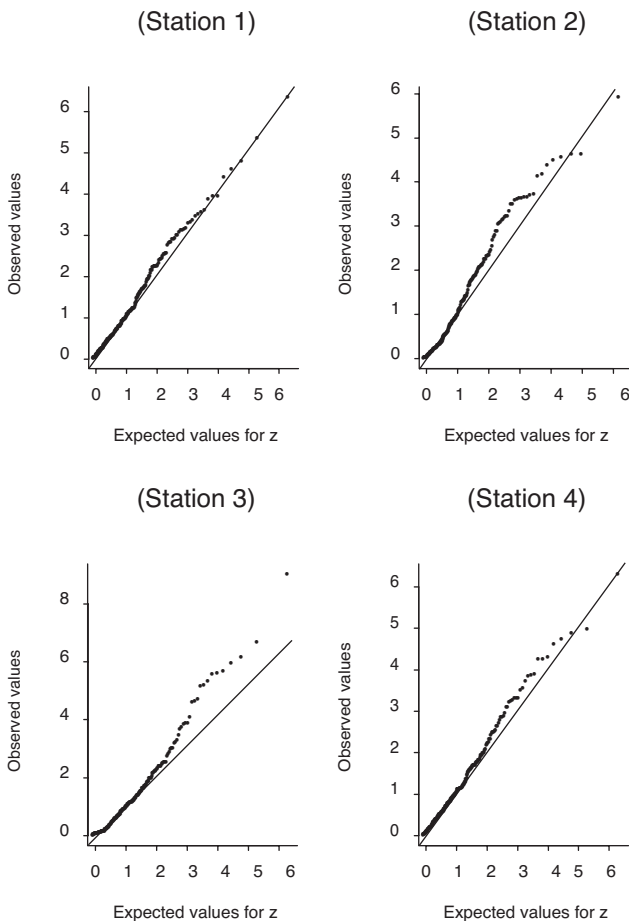 (Station 1)
Observed values
6
5
4
3
2
1
0
0 1 2 3 4 5 6
Expected values for z
(Station 2)
Observed values
6
5
4
3
2
1
0
0 1 2 3 4 5 6
Expected values for z
(Station 3)
Observed values
8
6
4
2
0
0 1 2 3 4 5 6
Expected values for z
(Station 4)
Observed values
6
5
4
3
2
1
0
0 1 2 3 4 5 6
Expected values for z